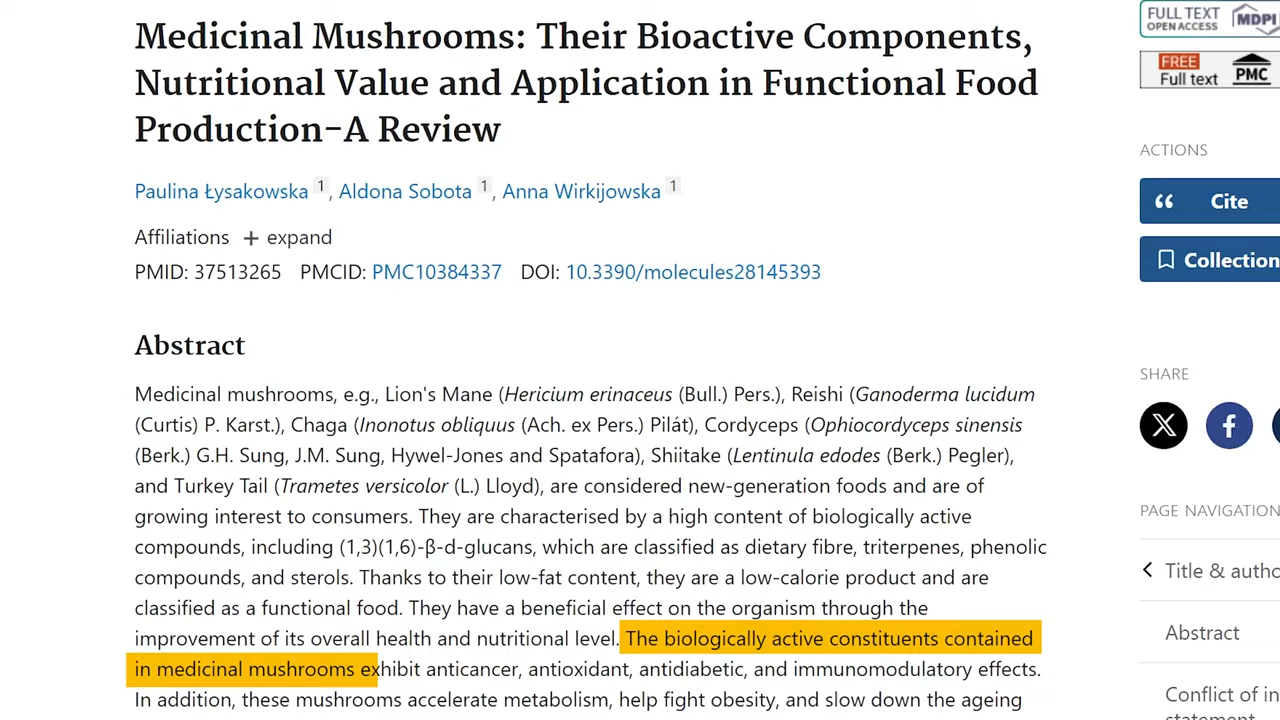 Medicinal Mushrooms: Their Bioactive Components,
Nutritional Value and Application in Functional Food
Production-A Review
Paulina Łysakowska 1, Aldona Sobota 1, Anna Wirkijowska 1
Affiliations + expand
PMID: 37513265 PMCID: PMC10384337 DOI: 10.3390/molecules28145393
Abstract
Medicinal mushrooms, e.g., Lion's Mane (Hericium erinaceus (Bull.) Pers.), Reishi (Ganoderma lucidum
(Curtis) P. Karst.), Chaga (Inonotus obliquus (Ach. ex Pers.) Pilát), Cordyceps (Ophiocordyceps sinensis
(Berk.) G.H. Sung, J.M. Sung, Hywel-Jones and Spatafora), Shiitake (Lentinula edodes (Berk.) Pegler),
and Turkey Tail (Trametes versicolor (L.) Lloyd), are considered new-generation foods and are of
growing interest to consumers. They are characterised by a high content of biologically active
compounds, including (1,3)(1,6)-β-d-glucans, which are classified as dietary fibre, triterpenes, phenolic
compounds, and sterols. Thanks to their low-fat content, they are a low-calorie product and are
classified as a functional food. They have a beneficial effect on the organism through the
improvement of its overall health and nutritional level. The biologically active constituents contained
in medicinal mushrooms exhibit anticancer, antioxidant, antidiabetic, and immunomodulatory effects.
In addition, these mushrooms accelerate metabolism, help fight obesity, and slow down the ageing
FULL TEXT
OPEN ACCESS
MDPI
FREE
Full text
PMC
ACTIONS
Cite
Collection
SHARE
PAGE NAVIGATION
Title & autho
Abstract
Conflict of in
statement